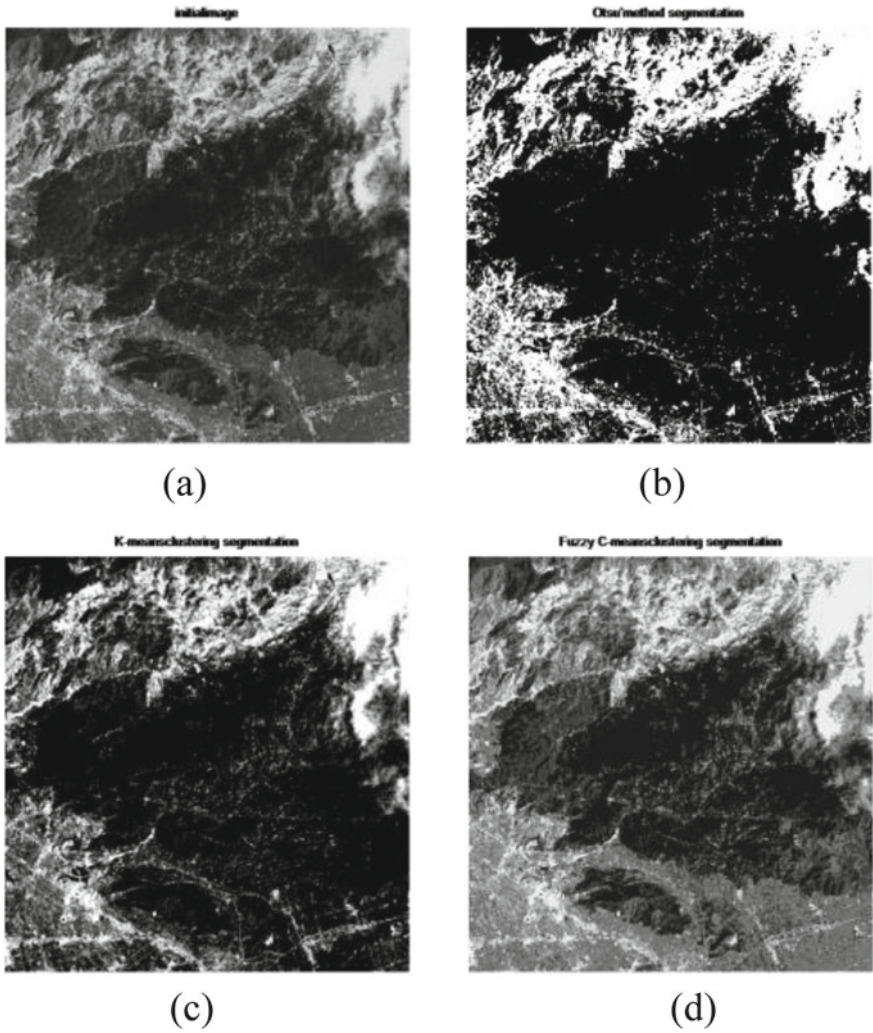 initialimage
Otsu'method segmentation
(a)
(b)
K-meansclustering segmentation
Fuzzy C-meansclustering segmentation
(c)
(d)